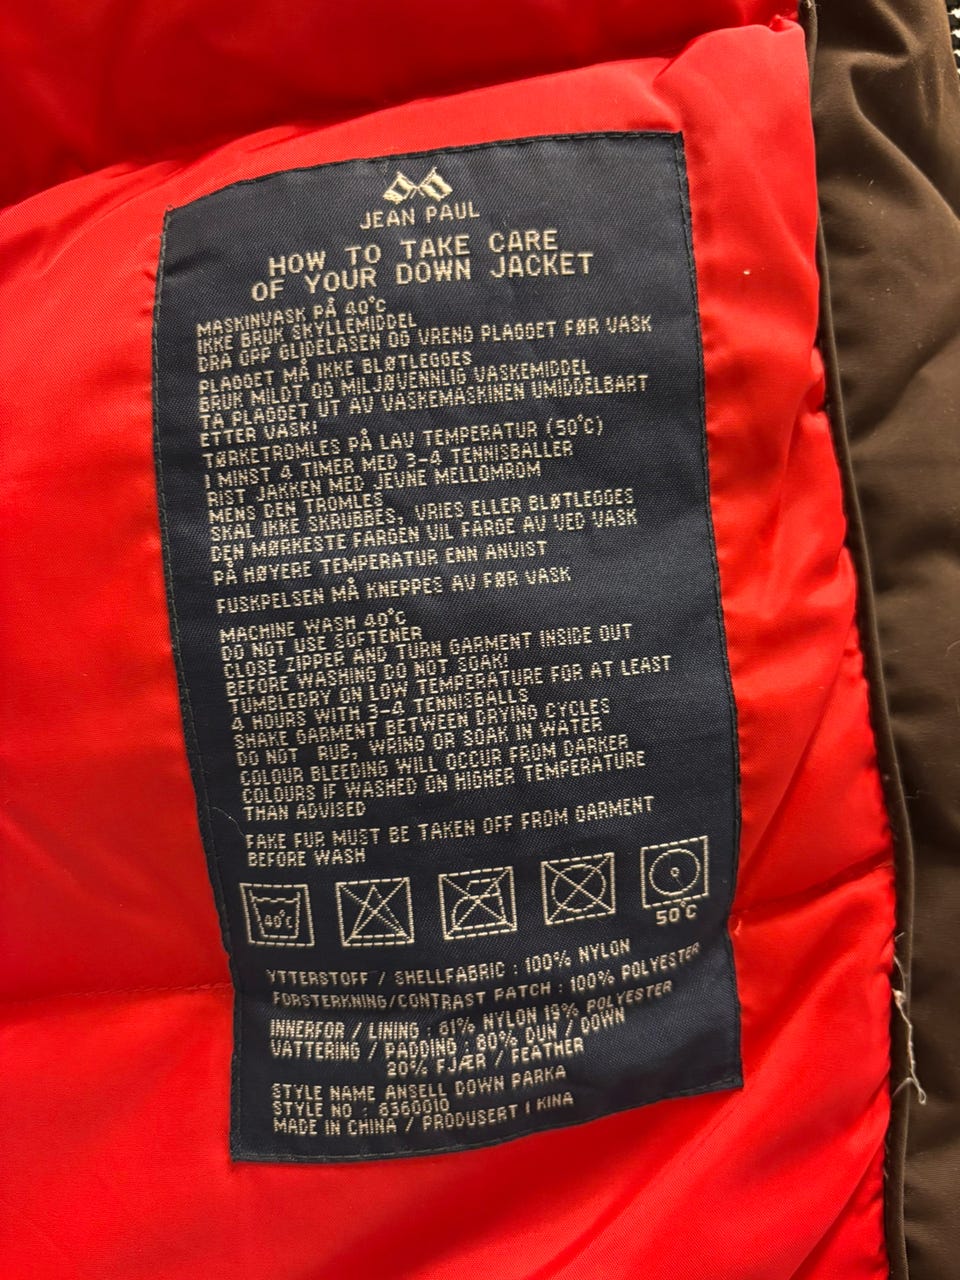 JEAN PAUL
HOW TO TAKE CARE
OF YOUR DOWN JACKET
MASKINVASK PÅ 40°C
IKKE BRUK SKYLLEMIDDEL
DRA OPP GLIDELÅSEN OG VRENG PLAGGET FØR VASK
PLAGGET MÅ IKKE BLØTLEGGES
BRUK MILDT OG MILJØVENNLIG VASKEMIDDEL
TA PLAGGET UT AV VASKEMASKINEN UMIDDELBART
ETTER VASK!
TØRKETROMLES PÅ LAV TEMPERATUR (50°C)
I MINST 4 TIMER MED 3-4 TENNISBALLER
RIST JAKKEN MED JEVNE MELLOMROM
MENS DEN TROMLES
SKAL IKKE SKRUBBES, VRIES ELLER BLØTLEGGES
DEN MØRKESTE FARGEN VIL FARGE AV VED VASK
PÅ HØYERE TEMPERATUR ENN ANVIST
FUSKPELSEN MÅ KNEPPES AV FØR VASK
MACHINE WASH 40°C
DO NOT USE SOFTENER
CLOSE ZIPPER AND TURN GARMENT INSIDE OUT
BEFORE WASHING DO NOT SOAK!
TUMBLEDRY ON LOW TEMPERATURE FOR AT LEAST
4 HOURS WITH 3-4 TENNISBALLS
SHAKE GARMENT BETWEEN DRYING CYCLES
DO NOT RUB, WRING OR SOAK IN WATER
COLOUR BLEEDING WILL OCCUR FROM DARKER
COLOURS IF WASHED ON HIGHER TEMPERATURE
THAN ADVISED
FAKE FUR MUST BE TAKEN OFF FROM GARMENT
BEFORE WASH
40°C
50°C
YTTERSTOFF / SHELLFABRIC : 100% NYLON
FORSTERKNING/CONTRAST PATCH : 100% POLYESTER
INNERFOR / LINING : 81% NYLON 19% POLYESTER
VATTERING / PADDING : 80% DUN / DOWN
20% FJÆR / FEATHER
STYLE NAME ANSELL DOWN PARKA
STYLE NO : 8360010
MADE IN CHINA / PRODUSERT I KINA